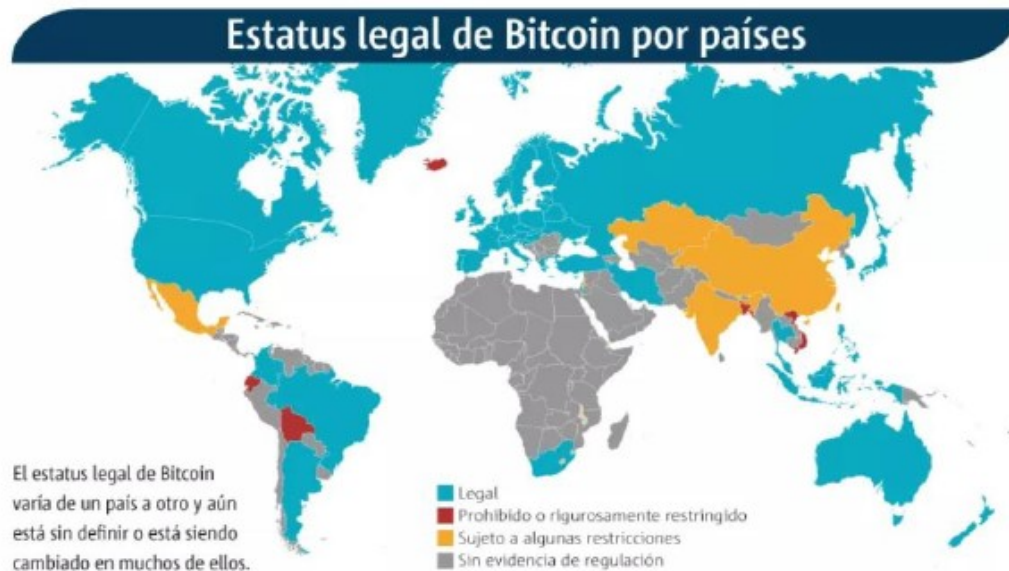 Estatus legal de Bitcoin por países
El estatus legal de Bitcoin
varía de un país a otro y aún
está sin definir o está siendo
cambiado en muchos de ellos.
Legal
Prohibido o rigurosamente restringido
Sujeto a algunas restricciones
Sin evidencia de regulación